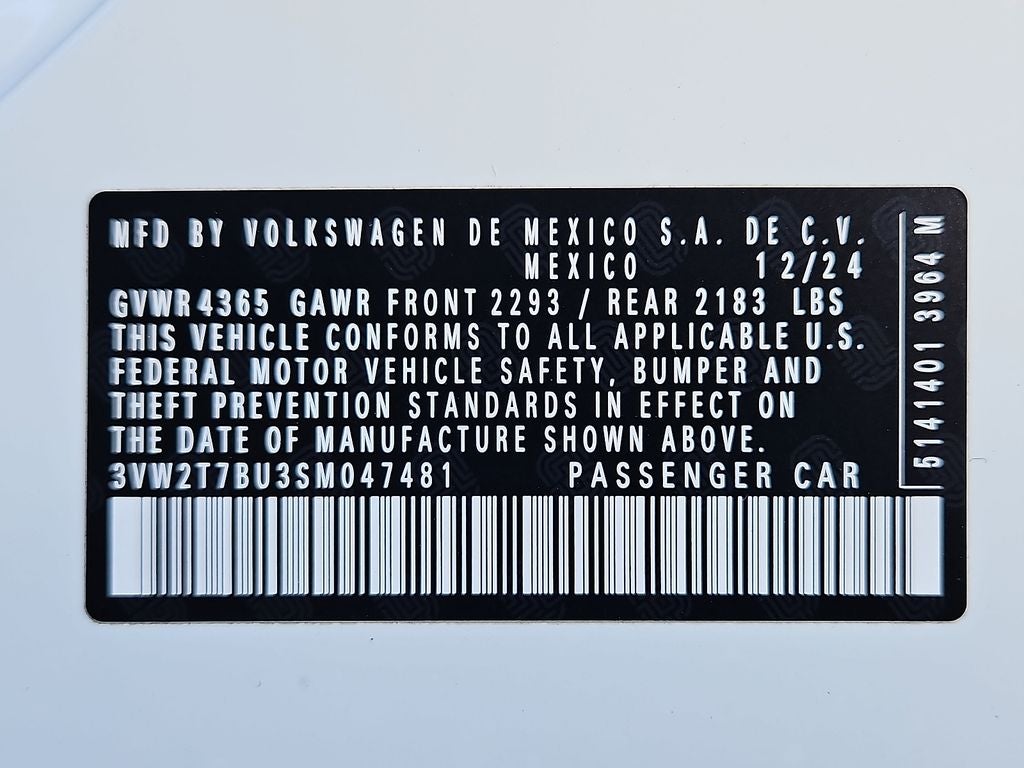 MFD BY VOLKSWAGEN DE MEXICO S.A. DE C.V.
MEXICO 12/24
GVWR 4365 GAWR FRONT 2293 / REAR 2183 LBS
THIS VEHICLE CONFORMS TO ALL APPLICABLE U.S.
FEDERAL MOTOR VEHICLE SAFETY, BUMPER AND
THEFT PREVENTION STANDARDS IN EFFECT ON
THE DATE OF MANUFACTURE SHOWN ABOVE.
3VW2T7BU3SM047481 PASSENGER CAR
5141401 3964 M